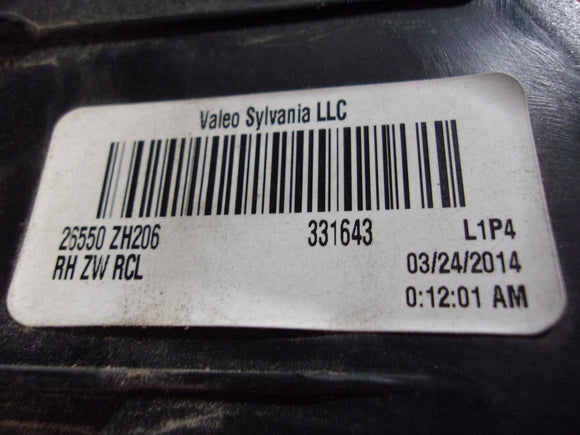 Valeo Sylvania LLC
26550 ZH206 331643 L1P4
RH ZW RCL 03/24/2014
0:12:01 AM